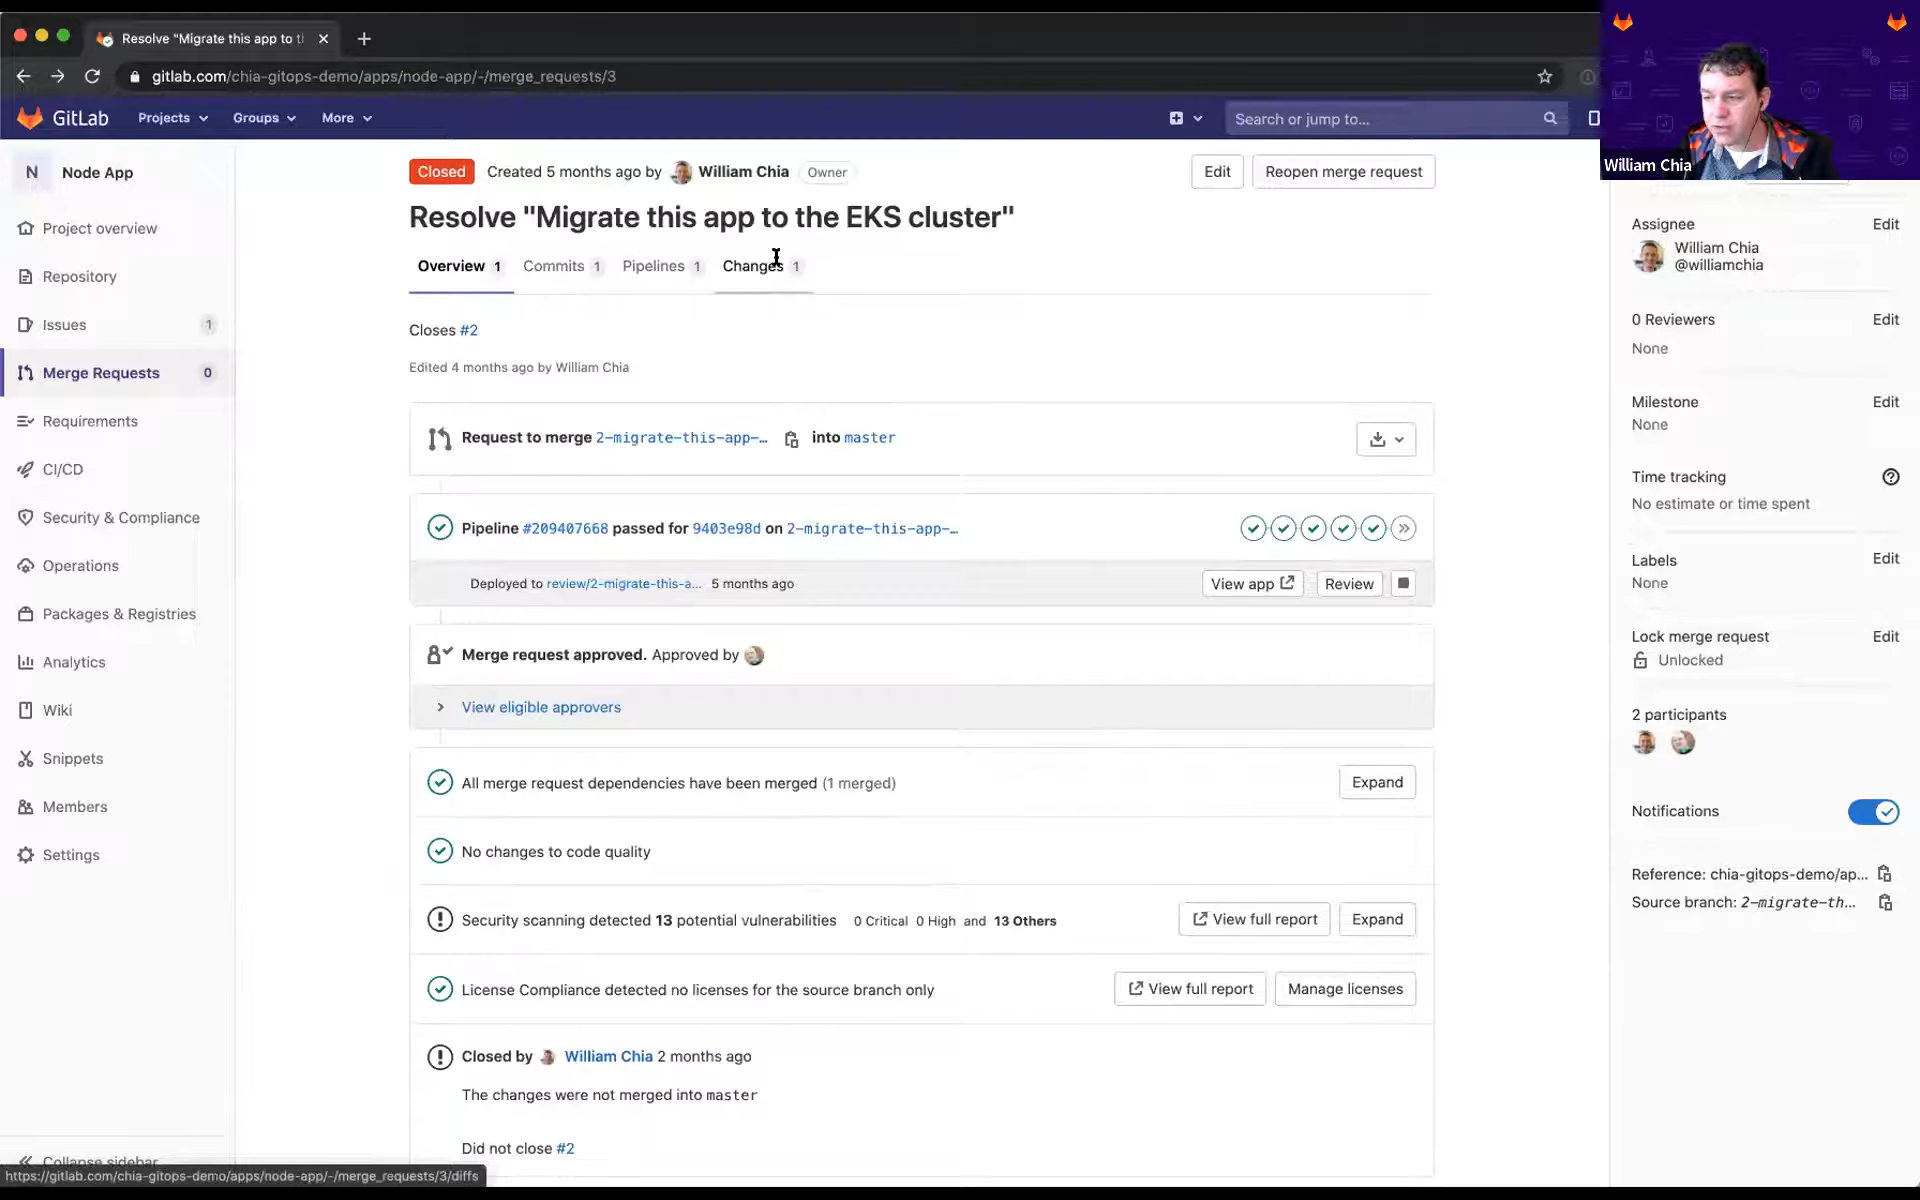 Resolve "Migrate this app to t
gitlab.com/chia-gitops-demo/apps/node-app/-/merge_requests/3
GitLab
Projects
Groups
More
Search or jump to...
William Chia
N
Node App
Project overview
Repository
Issues 1
Merge Requests 0
Requirements
CI/CD
Security & Compliance
Operations
Packages & Registries
Analytics
Wiki
Snippets
Members
Settings
Collapse sidebar
https://gitlab.com/chia-gitops-demo/apps/node-app/-/merge_requests/3/diffs
Closed Created 5 months ago by William Chia Owner
Edit
Reopen merge request
Resolve "Migrate this app to the EKS cluster"
Overview 1 Commits 1 Pipelines 1 Changes 1
Closes #2
Edited 4 months ago by William Chia
Request to merge 2-migrate-this-app-… into master
Pipeline #209407668 passed for 9403e98d on 2-migrate-this-app-…
Deployed to review/2-migrate-this-a... 5 months ago
View app
Review
Merge request approved. Approved by
View eligible approvers
All merge request dependencies have been merged (1 merged)
Expand
No changes to code quality
Security scanning detected 13 potential vulnerabilities 0 Critical 0 High and 13 Others
View full report
Expand
License Compliance detected no licenses for the source branch only
View full report
Manage licenses
Closed by William Chia 2 months ago
The changes were not merged into master
Did not close #2
Assignee Edit
William Chia
@williamchia
0 Reviewers Edit
None
Milestone Edit
None
Time tracking
No estimate or time spent
Labels Edit
None
Lock merge request Edit
Unlocked
2 participants
Notifications
Reference: chia-gitops-demo/ap...
Source branch: 2-migrate-th...